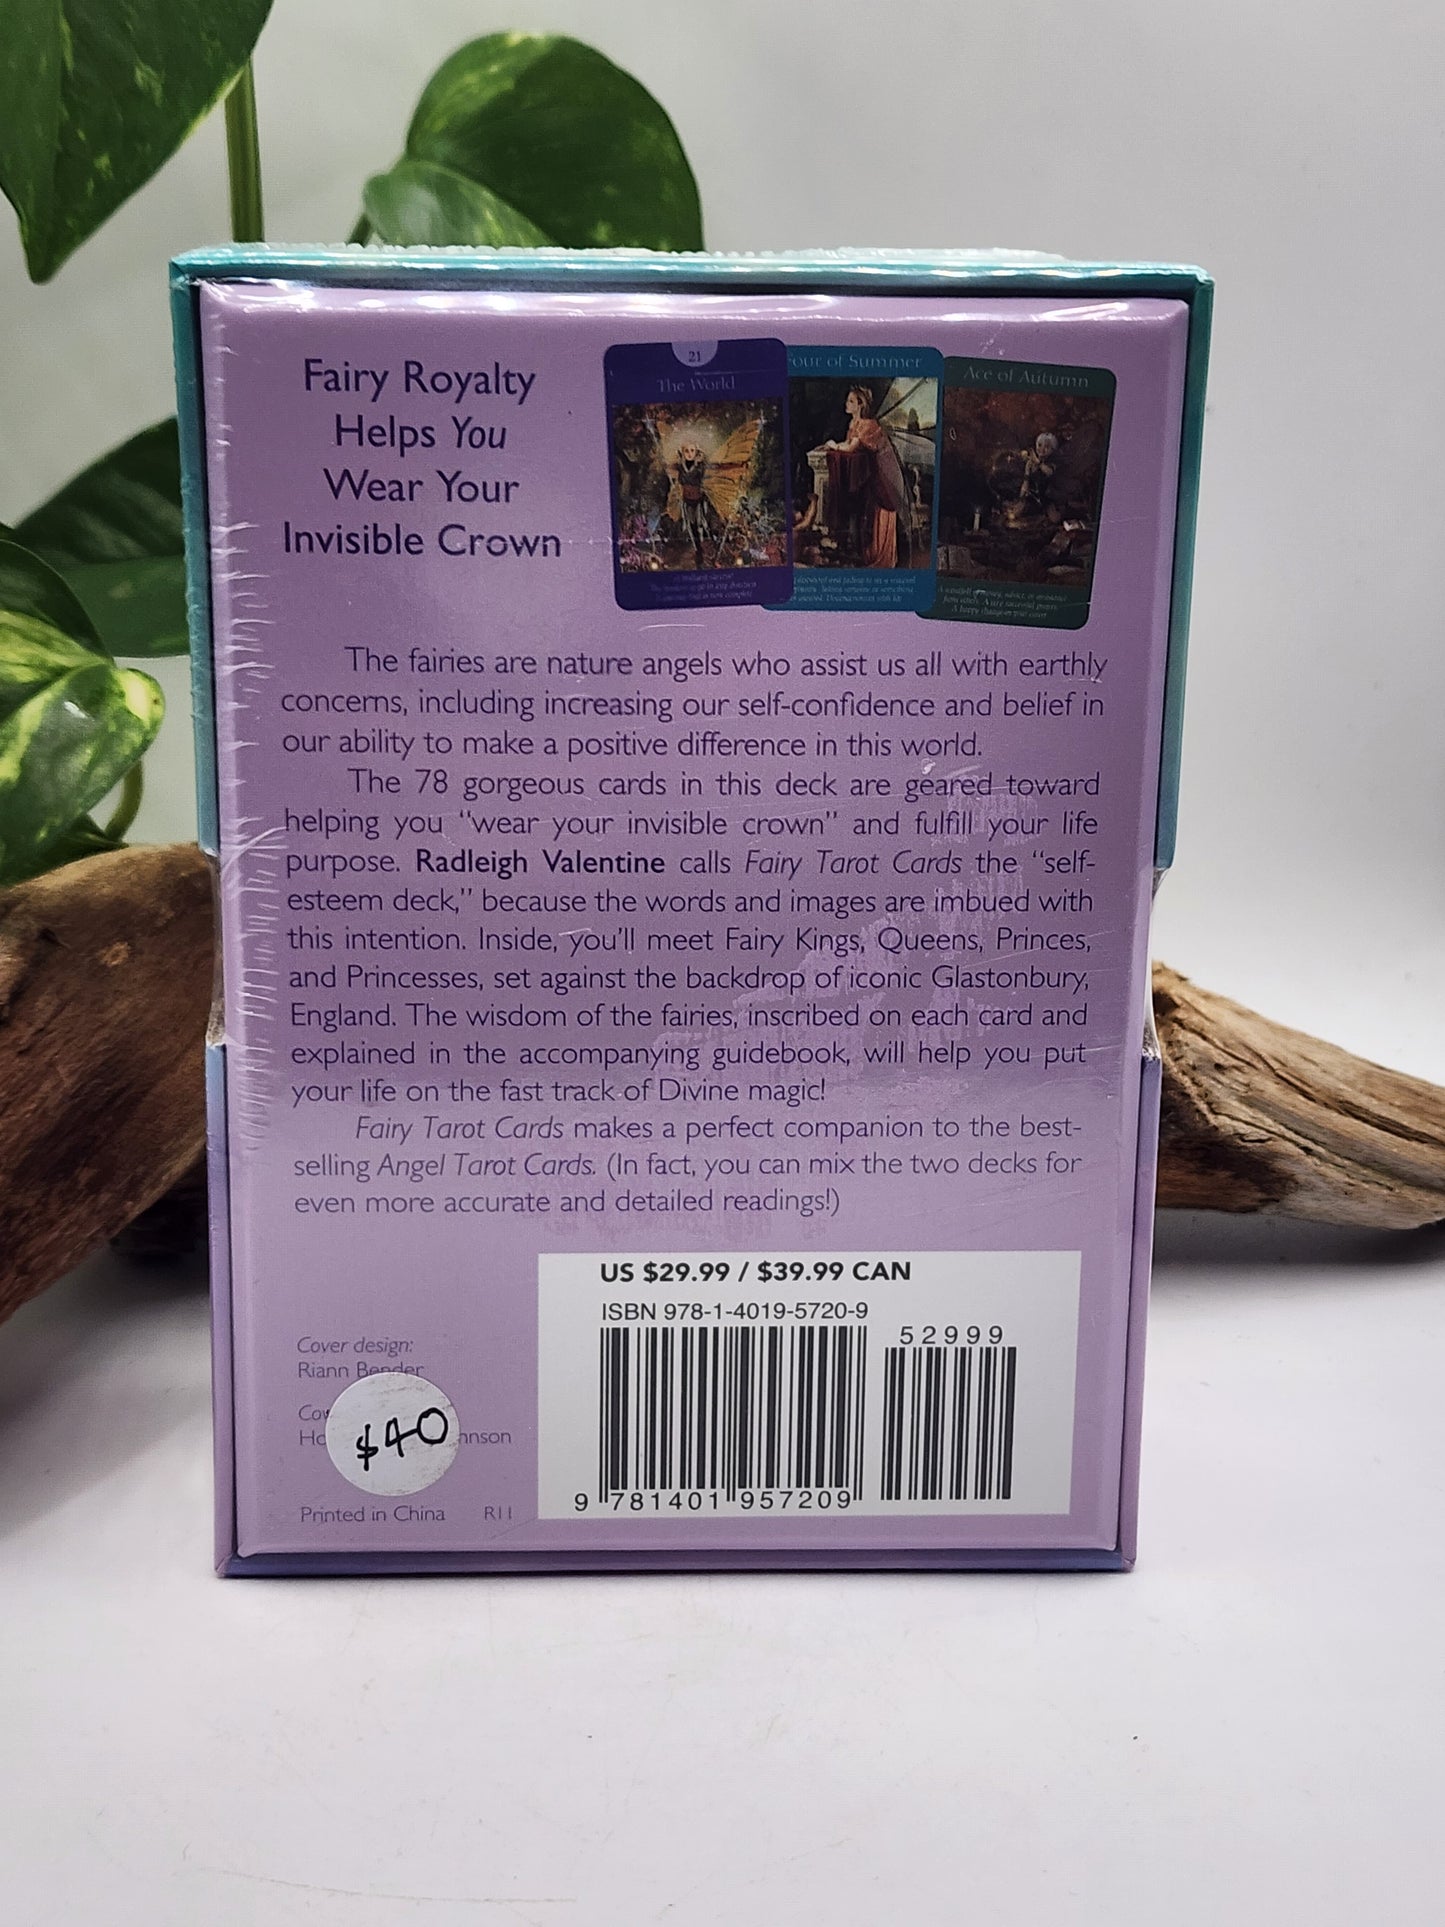 Fairy Royalty
Helps You
Wear Your
Invisible Crown
21
The World
our of Summer
Ace of Autumn
The fairies are nature angels who assist us all with earthly
concerns, including increasing our self-confidence and belief in
our ability to make a positive difference in this world.
The 78 gorgeous cards in this deck are geared toward
helping you "wear your invisible crown" and fulfill your life
purpose. Radleigh Valentine calls Fairy Tarot Cards the "self-
esteem deck," because the words and images are imbued with
this intention. Inside, you'll meet Fairy Kings, Queens, Princes,
and Princesses, set against the backdrop of iconic Glastonbury,
England. The wisdom of the fairies, inscribed on each card and
explained in the accompanying guidebook, will help you put
your life on the fast track of Divine magic!
Fairy Tarot Cards makes a perfect companion to the best-
selling Angel Tarot Cards. (In fact, you can mix the two decks for
even more accurate and detailed readings!)
US $29.99 / $39.99 CAN
ISBN 978-1-4019-5720-9
52999
9 781401 957209
Cover design:
Riann Bender
$40
Printed in China R11